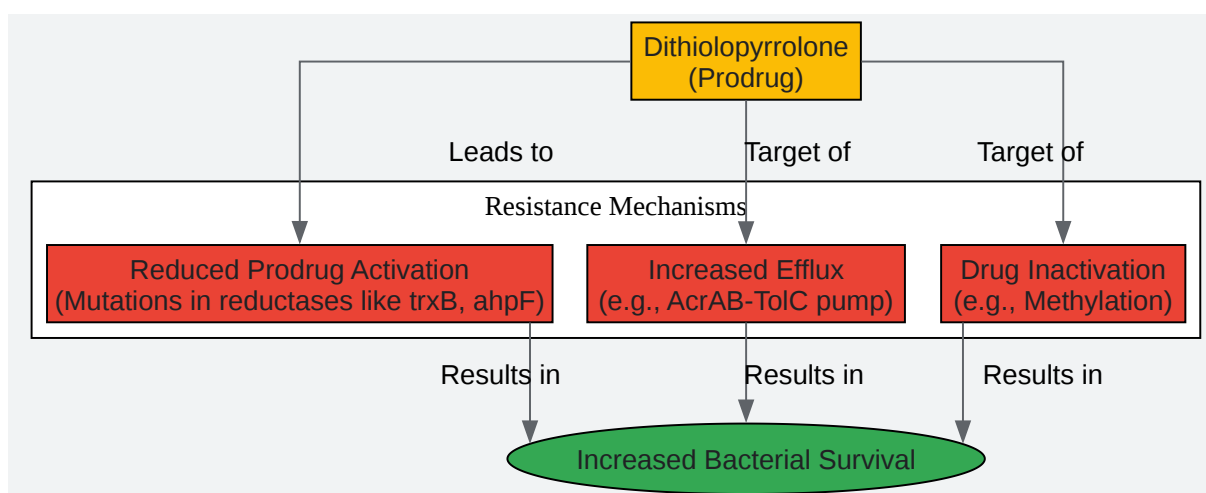 Dithiolopyrrolone
(Prodrug)
Leads to
Target of
Target of
Resistance Mechanisms
Reduced Prodrug Activation
(Mutations in reductases like trxB, ahpF)
Increased Efflux
(e.g., AcrAB-TolC pump)
Drug Inactivation
(e.g., Methylation)
Results in
Results in
Results in
Increased Bacterial Survival